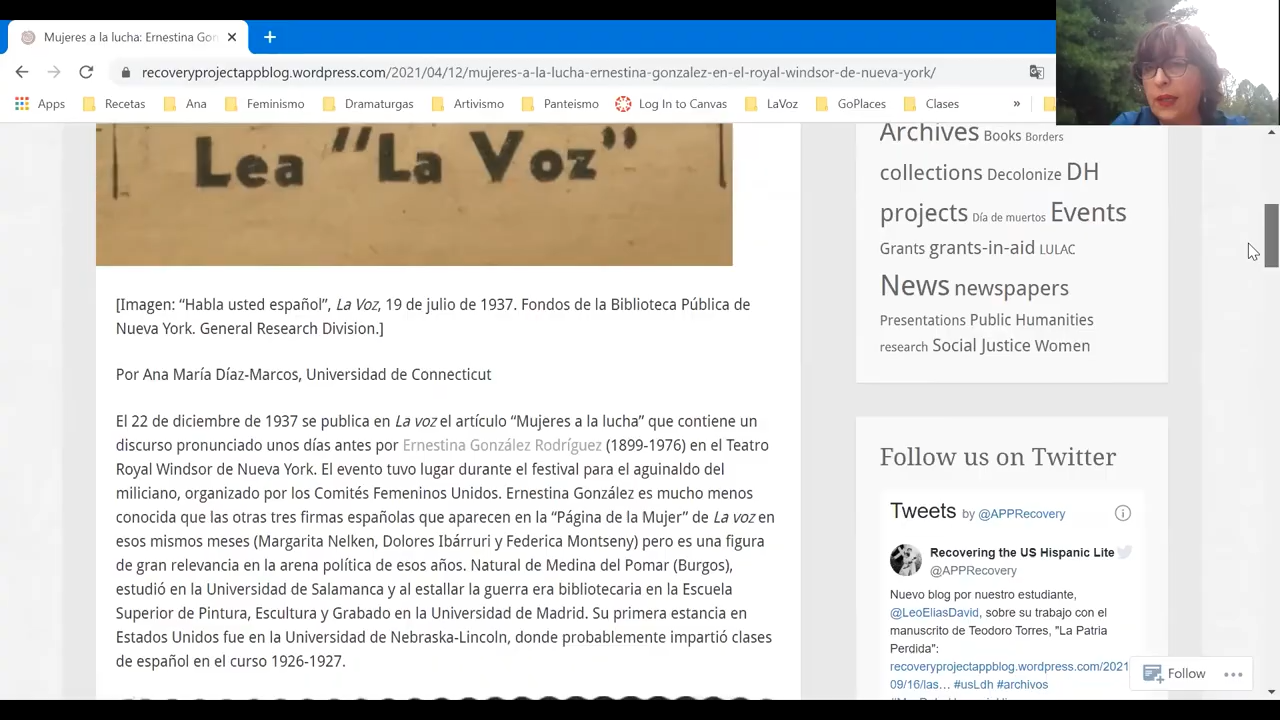 Mujeres a la lucha: Ernestina Gon
recoveryprojectappblog.wordpress.com/2021/04/12/mujeres-a-la-lucha-ernestina-gonzalez-en-el-royal-windsor-de-nueva-york/
Apps Recetas Ana Feminismo Dramaturgas Artivismo Panteismo Log In to Canvas LaVoz GoPlaces Clases »
Lea "La Voz"
[Imagen: “Habla usted español”, La Voz, 19 de julio de 1937. Fondos de la Biblioteca Pública de
Nueva York. General Research Division.]
Por Ana María Díaz-Marcos, Universidad de Connecticut
El 22 de diciembre de 1937 se publica en La voz el artículo “Mujeres a la lucha” que contiene un
discurso pronunciado unos días antes por Ernestina González Rodríguez (1899-1976) en el Teatro
Royal Windsor de Nueva York. El evento tuvo lugar durante el festival para el aguinaldo del
miliciano, organizado por los Comités Femeninos Unidos. Ernestina González es mucho menos
conocida que las otras tres firmas españolas que aparecen en la “Página de la Mujer” de La voz en
esos mismos meses (Margarita Nelken, Dolores Ibárruri y Federica Montseny) pero es una figura
de gran relevancia en la arena política de esos años. Natural de Medina del Pomar (Burgos),
estudió en la Universidad de Salamanca y al estallar la guerra era bibliotecaria en la Escuela
Superior de Pintura, Escultura y Grabado en la Universidad de Madrid. Su primera estancia en
Estados Unidos fue en la Universidad de Nebraska-Lincoln, donde probablemente impartió clases
de español en el curso 1926-1927.
Archives Books Borders
collections Decolonize DH
projects Día de muertos Events
Grants grants-in-aid LULAC
News newspapers
Presentations Public Humanities
research Social Justice Women
Follow us on Twitter
Tweets by @APPRecovery
Recovering the US Hispanic Lite
@APPRecovery
Nuevo blog por nuestro estudiante,
@LeoEliasDavid, sobre su trabajo con el
manuscrito de Teodoro Torres, "La Patria
Perdida":
recoveryprojectappblog.wordpress.com/2021
09/16/las… #usLdh #archivos
Follow